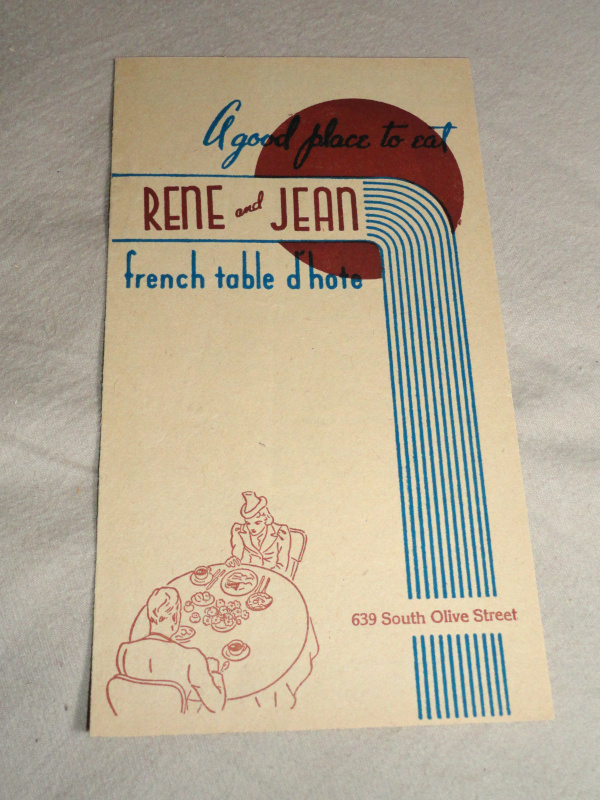 A good place to eat
RENE and JEAN
french table d'hote
639 South Olive Street